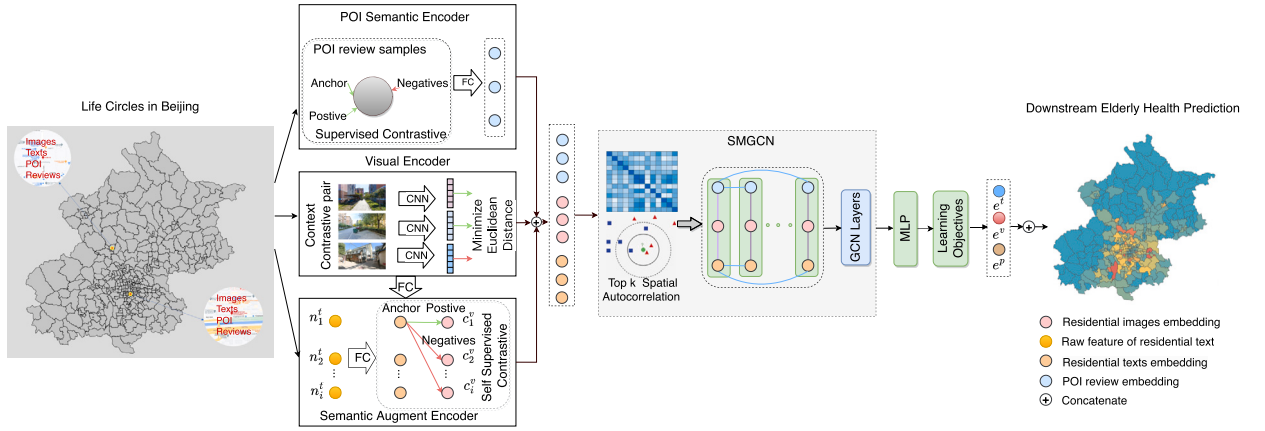 Life Circles in Beijing
Images
Texts
POI
Reviews
Images
Texts
POI
Reviews
POI Semantic Encoder
POI review samples
Anchor
Negatives
Postive
Supervised Contrastive
FC
Visual Encoder
Context
Contrastive pair
CNN
CNN
CNN
Minimize
Euclidean
Distance
FC
Anchor Postive
n₁ᵗ
c₁ᵛ
Negatives
n₂ᵗ
FC
c₂ᵛ
⋮
⋮
⋮
nᵢᵗ
cᵢᵛ
Self Supervised
Contrastive
Semantic Augment Encoder
+
SMGCN
Top k Spatial
Autocorrelation
GCN Layers
MLP
Learning
Objectives
eᵗ
eᵛ
eᵖ
+
Downstream Elderly Health Prediction
Residential images embedding
Raw feature of residential text
Residential texts embedding
POI review embedding
+ Concatenate